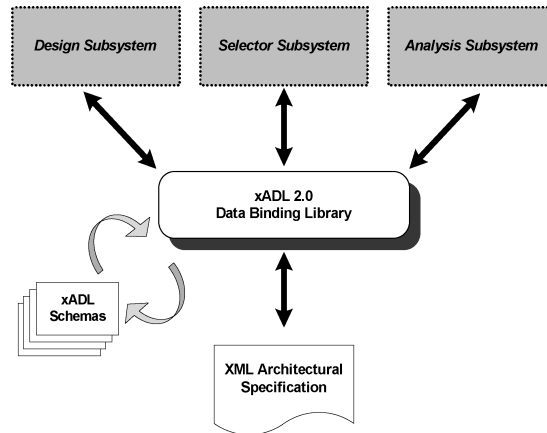 Design Subsystem
Selector Subsystem
Analysis Subsystem
xADL 2.0
Data Binding Library
xADL
Schemas
XML Architectural
Specification